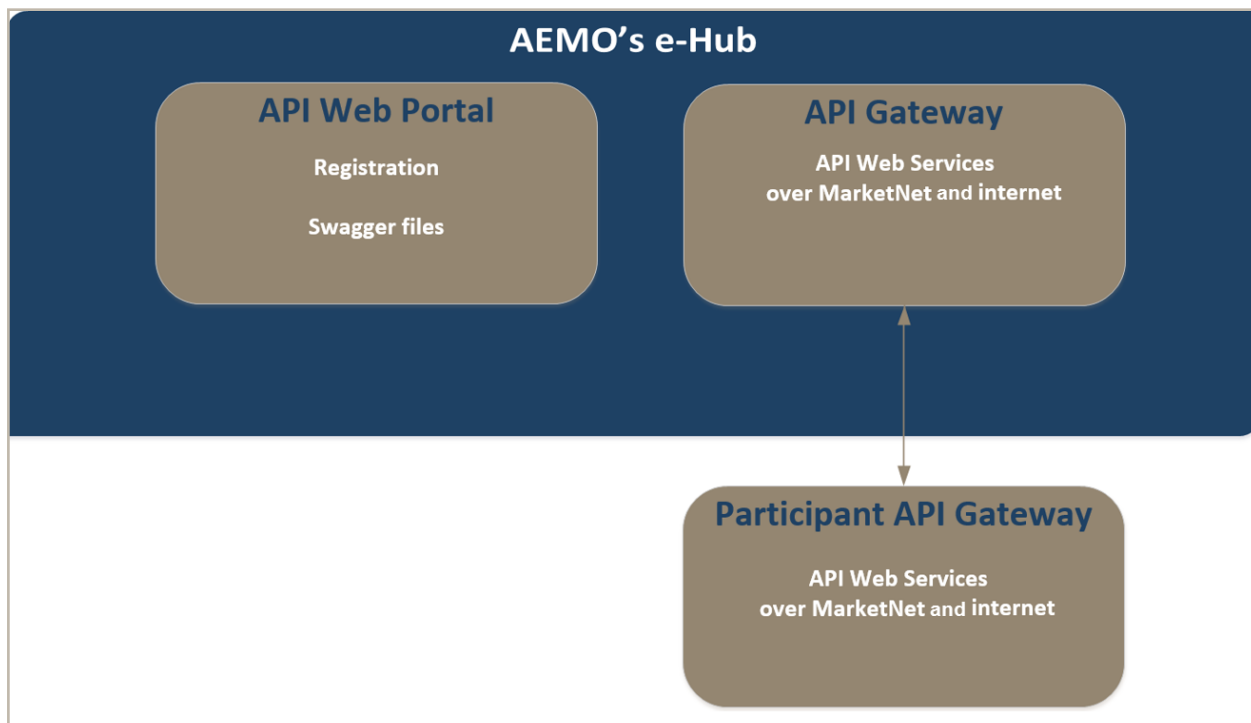 AEMO's e-Hub
API Web Portal
Registration
Swagger files
API Gateway
API Web Services
over MarketNet and internet
Participant API Gateway
API Web Services
over MarketNet and internet